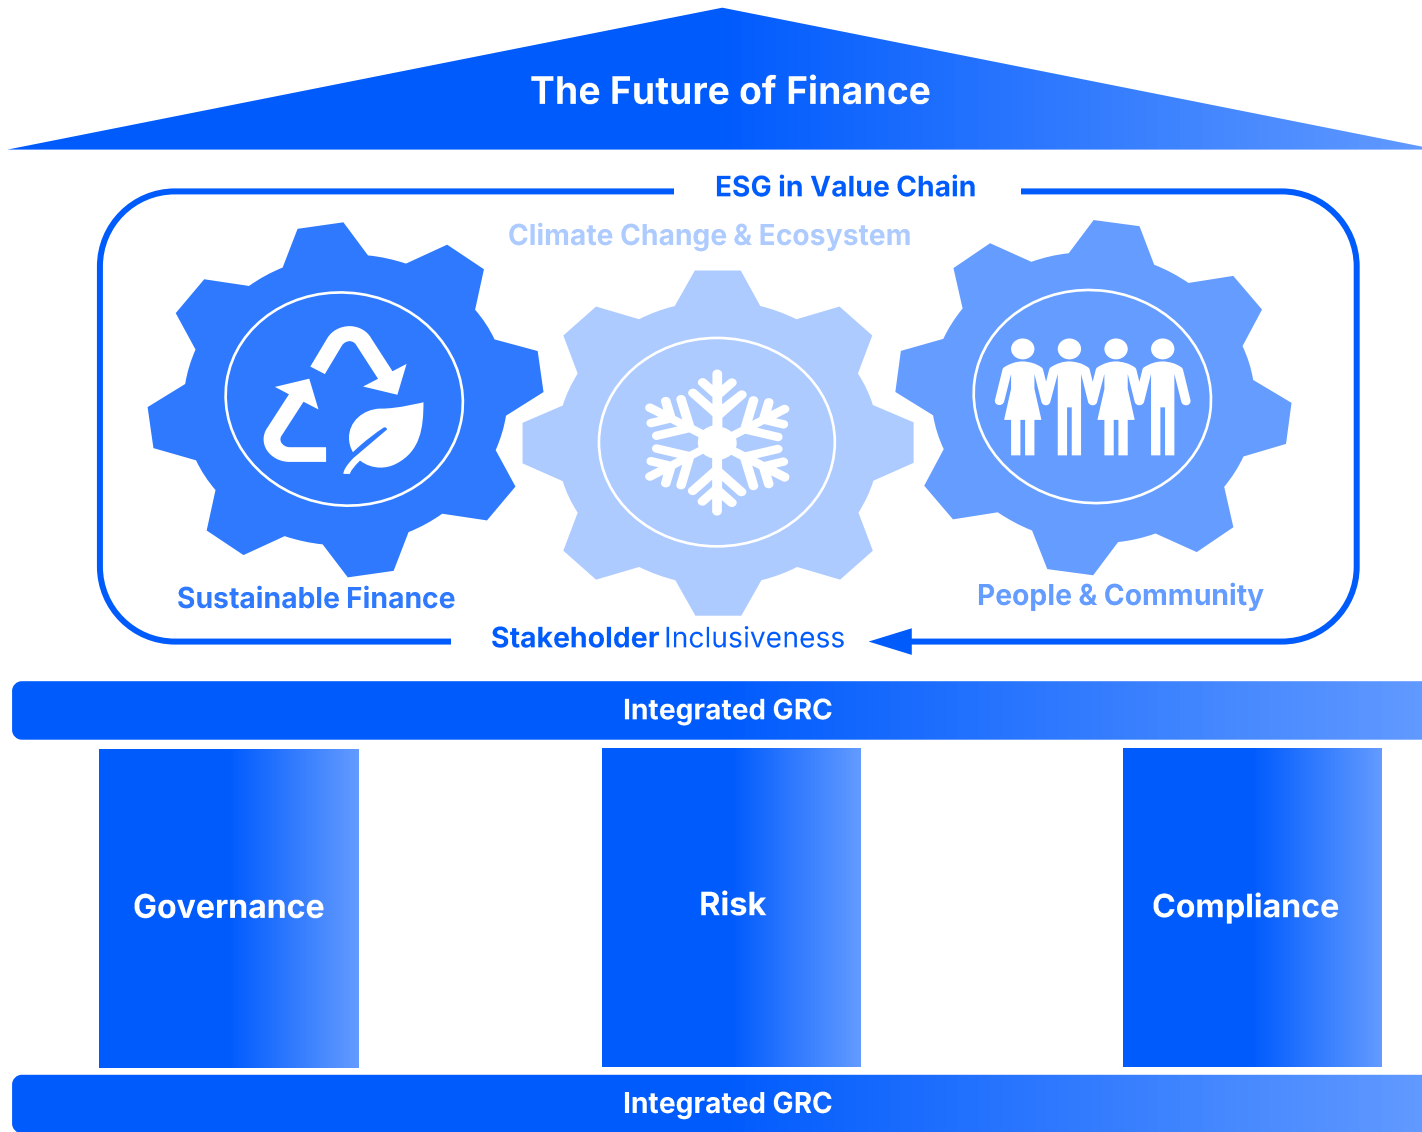 The Future of Finance
ESG in Value Chain
Climate Change & Ecosystem
Sustainable Finance
People & Community
Stakeholder Inclusiveness
Integrated GRC
Governance
Risk
Compliance
Integrated GRC